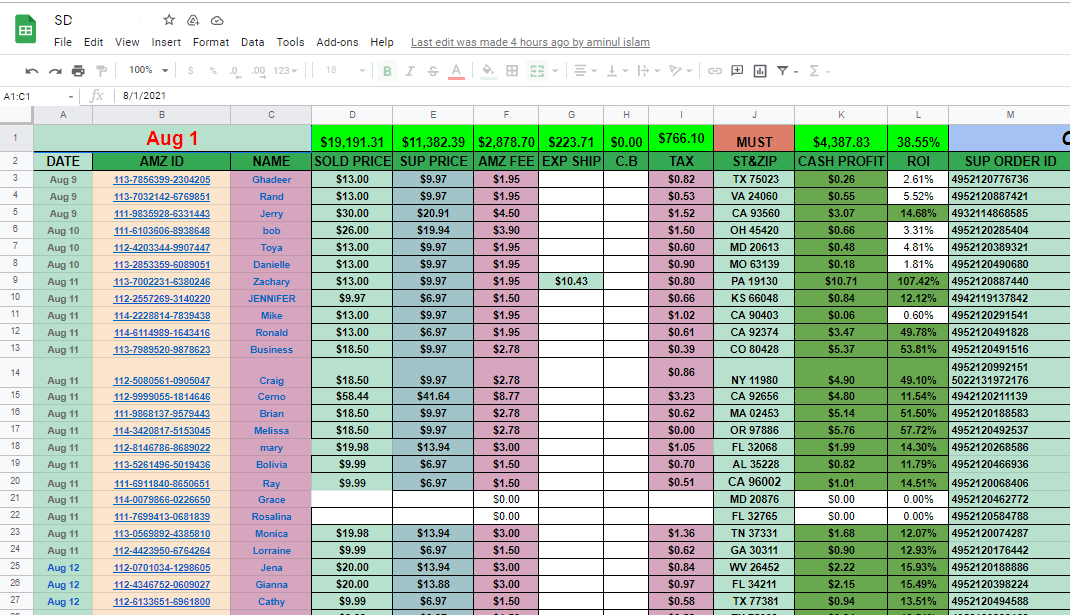 SD
File Edit View Insert Format Data Tools Add-ons Help Last edit was made 4 hours ago by aminul islam
100% $ % .0 .00 123 18 B I S A
A1:C1 fx 8/1/2021
A B C D E F G H I J K L M
1 Aug 1 $19,191.31 $11,382.39 $2,878.70 $223.71 $0.00 $766.10 MUST $4,387.83 38.55%
2 DATE AMZ ID NAME SOLD PRICE SUP PRICE AMZ FEE EXP SHIP C.B TAX ST&ZIP CASH PROFIT ROI SUP ORDER ID
3 Aug 9 113-7856399-2304205 Ghadeer $13.00 $9.97 $1.95 $0.82 TX 75023 $0.26 2.61% 4952120776736
4 Aug 9 113-7032142-6769851 Rand $13.00 $9.97 $1.95 $0.53 VA 24060 $0.55 5.52% 4952120887421
5 Aug 9 111-9835928-6331443 Jerry $30.00 $20.91 $4.50 $1.52 CA 93560 $3.07 14.68% 4932114868585
6 Aug 10 111-6103606-8938648 bob $26.00 $19.94 $3.90 $1.50 OH 45420 $0.66 3.31% 4952120285404
7 Aug 10 112-4203344-9907447 Toya $13.00 $9.97 $1.95 $0.60 MD 20613 $0.48 4.81% 4952120389321
8 Aug 10 113-2853359-6089051 Danielle $13.00 $9.97 $1.95 $0.90 MO 63139 $0.18 1.81% 4952120490680
9 Aug 11 113-7002231-6380246 Zachary $13.00 $9.97 $1.95 $10.43 $0.80 PA 19130 $10.71 107.42% 4952120887440
10 Aug 11 112-2557269-3140220 JENNIFER $9.97 $6.97 $1.50 $0.66 KS 66048 $0.84 12.12% 4942119137842
11 Aug 11 114-2228814-7839438 Mike $13.00 $9.97 $1.95 $1.02 CA 90403 $0.06 0.60% 4952120291541
12 Aug 11 114-6114989-1643416 Ronald $13.00 $6.97 $1.95 $0.61 CA 92374 $3.47 49.78% 4952120491828
13 Aug 11 113-7989520-9878623 Business $18.50 $9.97 $2.78 $0.39 CO 80428 $5.37 53.81% 4952120491516
14 Aug 11 112-5080561-0905047 Craig $18.50 $9.97 $2.78 $0.86 NY 11980 $4.90 49.10% 4952120992151
5022131972176
15 Aug 11 112-9999055-1814646 Cerno $58.44 $41.64 $8.77 $3.23 CA 92656 $4.80 11.54% 4942120211139
16 Aug 11 111-9868137-9579443 Brian $18.50 $9.97 $2.78 $0.62 MA 02453 $5.14 51.50% 4952120188583
17 Aug 11 114-3420817-5153045 Melissa $18.50 $9.97 $2.78 $0.00 OR 97886 $5.76 57.72% 4952120492537
18 Aug 11 112-8146786-8689022 mary $19.98 $13.94 $3.00 $1.05 FL 32068 $1.99 14.30% 4952120268586
19 Aug 11 113-5261496-5019436 Bolivia $9.99 $6.97 $1.50 $0.70 AL 35228 $0.82 11.79% 4952120466936
20 Aug 11 111-6911840-8650651 Ray $9.99 $6.97 $1.50 $0.51 CA 96002 $1.01 14.51% 4952120068406
21 Aug 11 114-0079866-0226650 Grace $0.00 MD 20876 $0.00 0.00% 4952120462772
22 Aug 11 111-7699413-0681839 Rosalina $0.00 FL 32765 $0.00 0.00% 4952120584788
23 Aug 11 113-0569892-4385810 Monica $19.98 $13.94 $3.00 $1.36 TN 37331 $1.68 12.07% 4952120074287
24 Aug 11 112-4423950-6764264 Lorraine $9.99 $6.97 $1.50 $0.62 GA 30311 $0.90 12.93% 4952120176442
25 Aug 12 112-0701034-1298605 Jena $20.00 $13.94 $3.00 $0.84 WV 26452 $2.22 15.93% 4952120188886
26 Aug 12 112-4346752-0609027 Gianna $20.00 $13.88 $3.00 $0.97 FL 34211 $2.15 15.49% 4952120398224
27 Aug 12 112-6133651-6961800 Cathy $9.99 $6.97 $1.50 $0.58 TX 77381 $0.94 13.51% 4952120494588